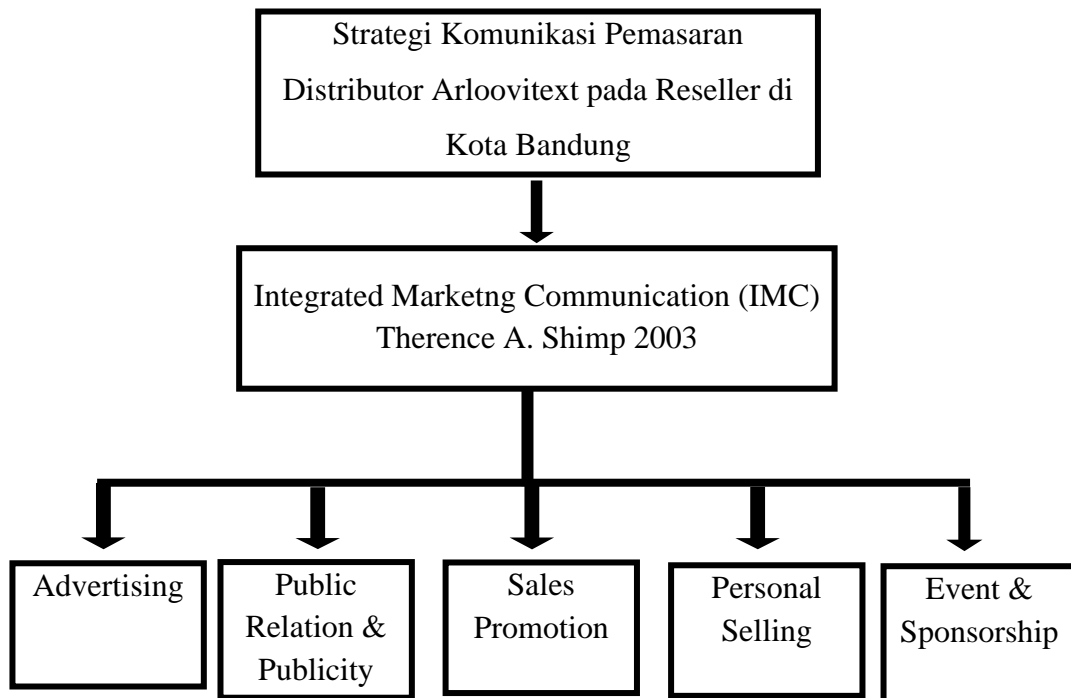 Strategi Komunikasi Pemasaran
Distributor Arloovitext pada Reseller di
Kota Bandung
Integrated Marketng Communication (IMC)
Therence A. Shimp 2003
Advertising
Public
Relation &
Publicity
Sales
Promotion
Personal
Selling
Event &
Sponsorship